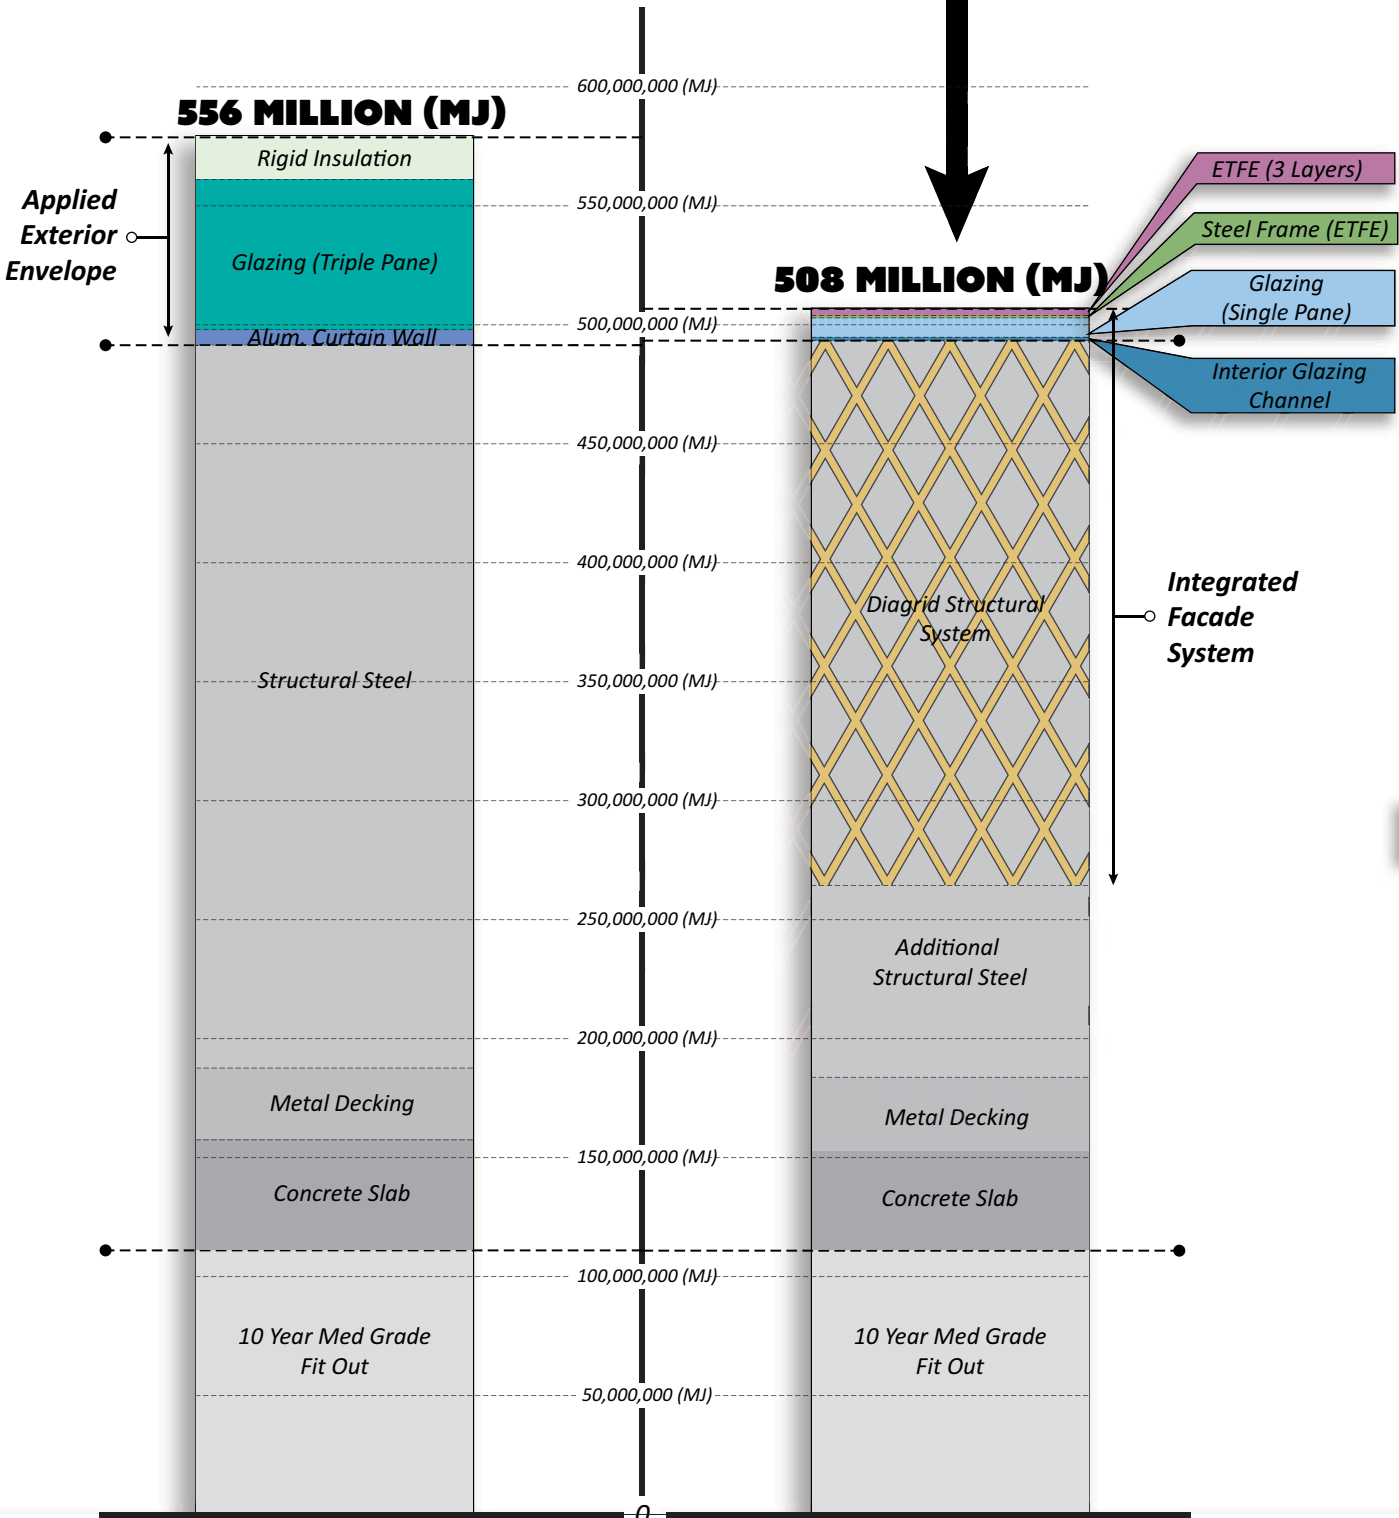 556 MILLION (MJ)
Applied
Exterior
Envelope
Rigid Insulation
Glazing (Triple Pane)
Alum. Curtain Wall
Structural Steel
Metal Decking
Concrete Slab
10 Year Med Grade
Fit Out
600,000,000 (MJ)
550,000,000 (MJ)
500,000,000 (MJ)
450,000,000 (MJ)
400,000,000 (MJ)
350,000,000 (MJ)
300,000,000 (MJ)
250,000,000 (MJ)
200,000,000 (MJ)
150,000,000 (MJ)
100,000,000 (MJ)
50,000,000 (MJ)
0
508 MILLION (MJ)
ETFE (3 Layers)
Steel Frame (ETFE)
Glazing
(Single Pane)
Interior Glazing
Channel
Diagrid Structural
System
Integrated
Facade
System
Additional
Structural Steel
Metal Decking
Concrete Slab
10 Year Med Grade
Fit Out